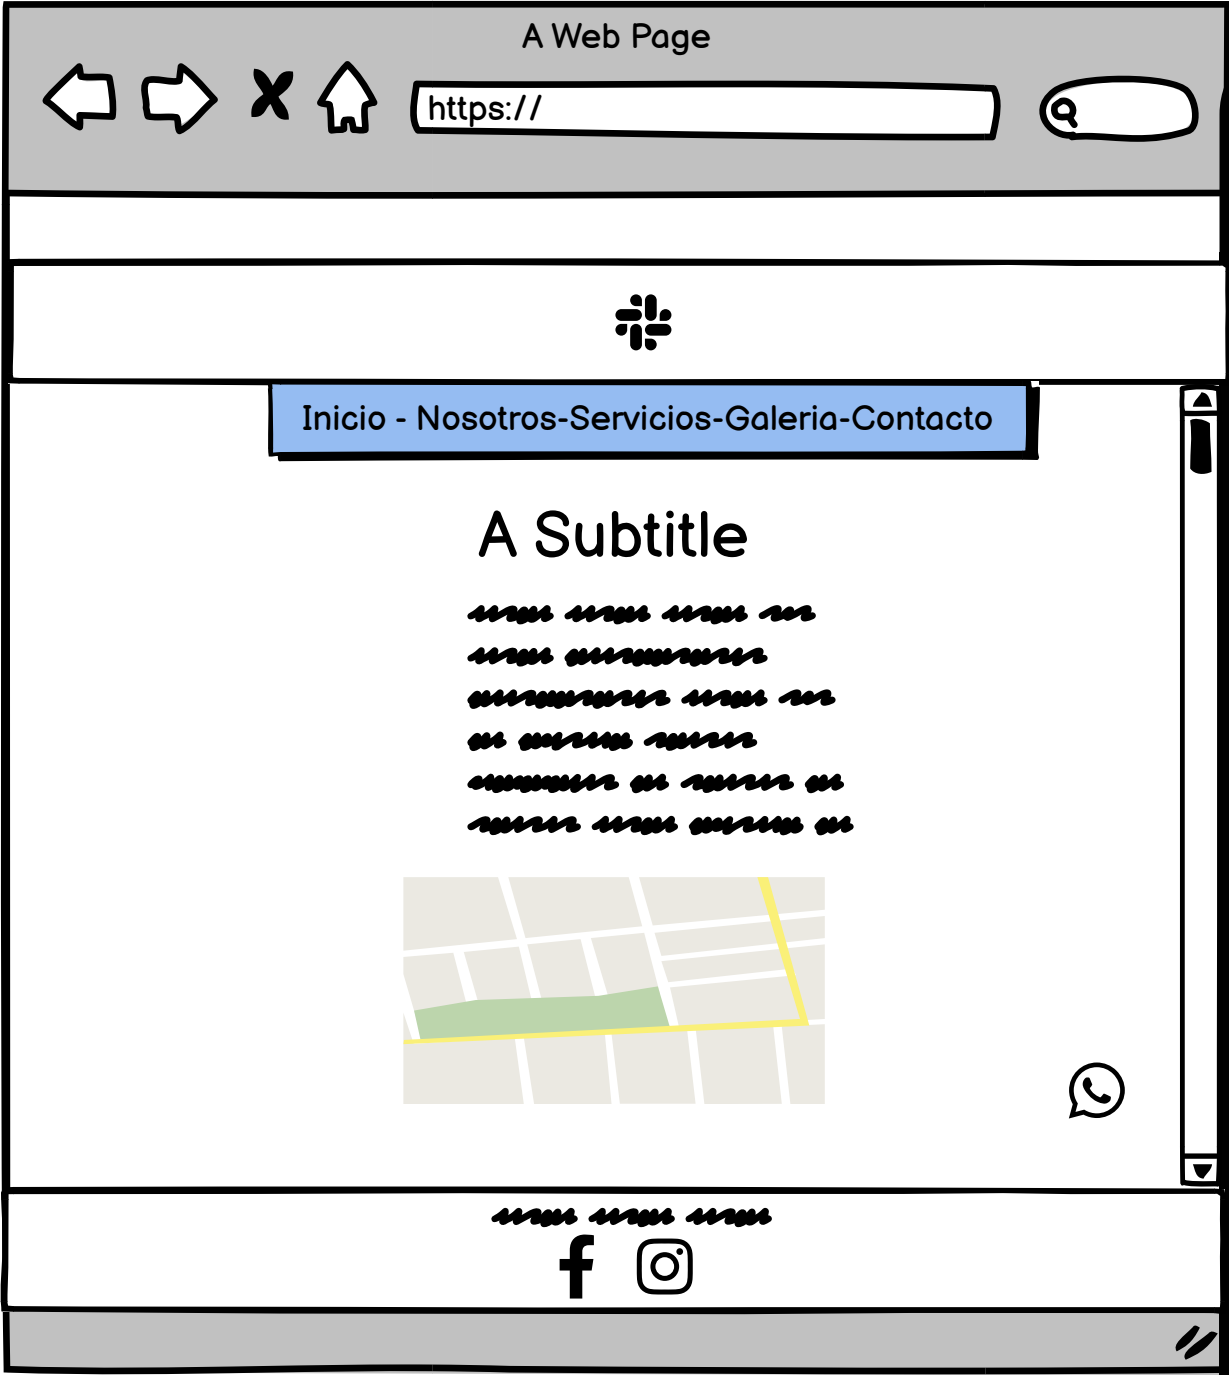 A Web Page
https://
Inicio - Nosotros-Servicios-Galeria-Contacto
A Subtitle